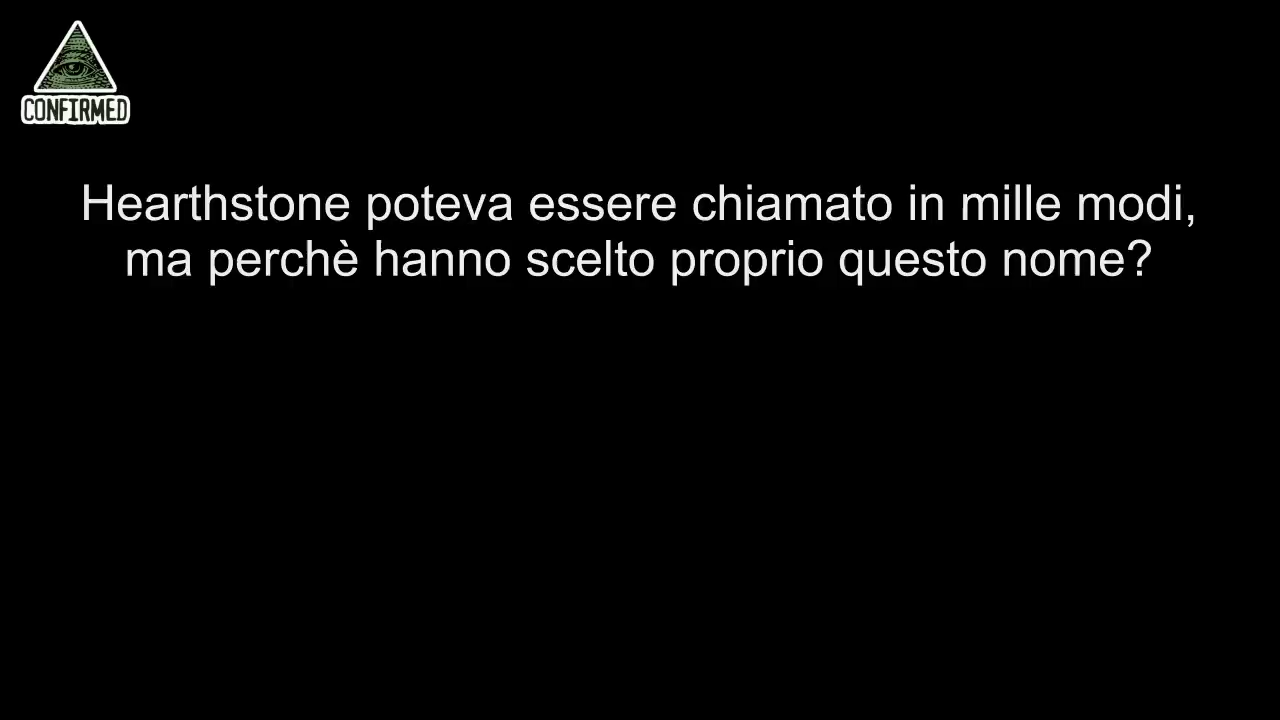 CONFIRMED
Hearthstone poteva essere chiamato in mille modi,
ma perchè hanno scelto proprio questo nome?